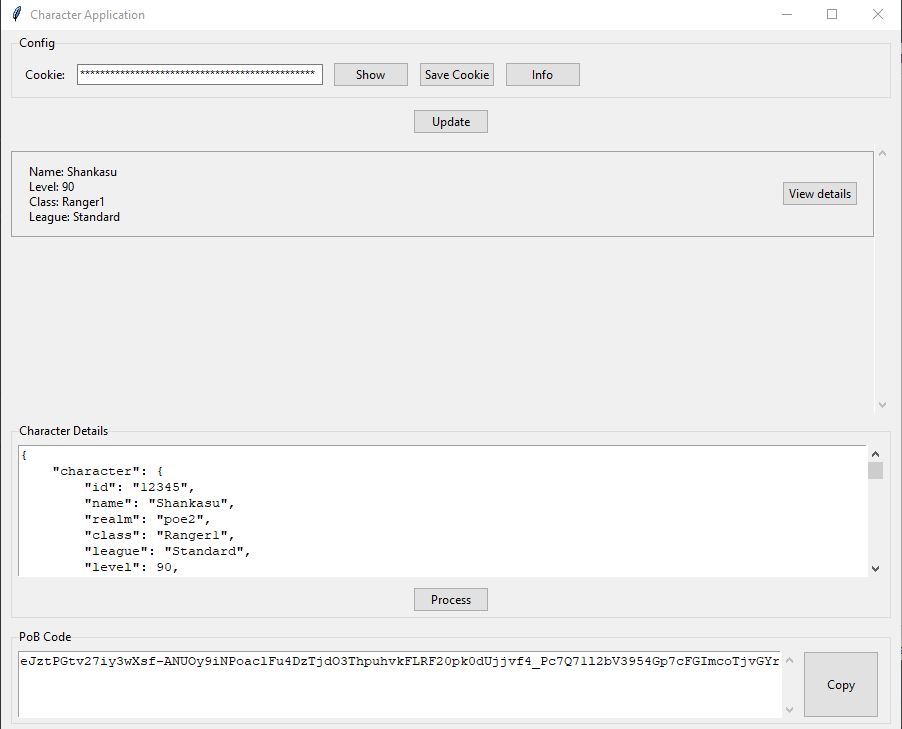 Character Application
Config
Cookie: *********************************************** Show Save Cookie Info
Update
Name: Shankasu
Level: 90
Class: Ranger1
League: Standard
View details
Character Details
{
"character": {
"id": "12345",
"name": "Shankasu",
"realm": "poe2",
"class": "Ranger1",
"league": "Standard",
"level": 90,
Process
PoB Code
eJztPGtv27iy3wXsf-ANUOy9iNPoaclFu4DzTjdO3ThpuhvkFLRF20pk0dUjjvf4_Pc7Q71l2bV3954Gp7cFGImcoTjvGYr
Copy